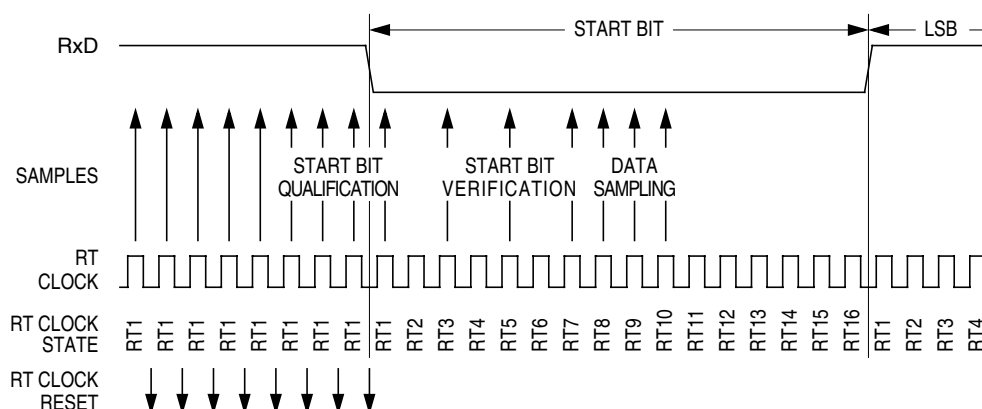 START BIT LSB
RxD
SAMPLES
START BIT QUALIFICATION
START BIT VERIFICATION
DATA SAMPLING
RT CLOCK
RT CLOCK STATE
RT1 RT1 RT1 RT1 RT1 RT1 RT1 RT1 RT1 RT2 RT3 RT4 RT5 RT6 RT7 RT8 RT9 RT10 RT11 RT12 RT13 RT14 RT15 RT16 RT1 RT2 RT3 RT4
RT CLOCK RESET